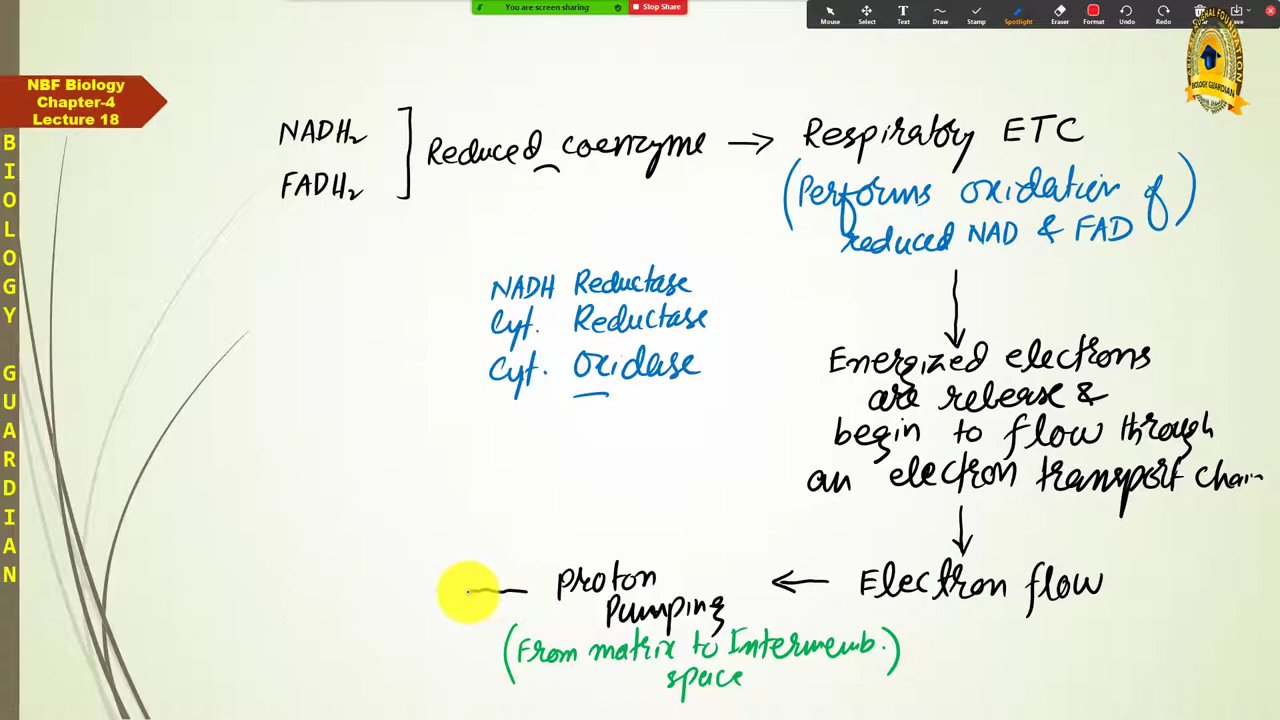 You are screen sharing
Stop Share
Mouse
Select
Text
Draw
Stamp
Spotlight
Eraser
Format
Undo
Redo
NBF Biology
Chapter-4
Lecture 18
BIOLOGY GUARDIAN
NADH2
FADH2
Reduced coenzyme → Respiratory ETC
(Performs oxidation of
reduced NAD & FAD)
NADH Reductase
Cyt. Reductase
Cyt. Oxidase
Energized electrons
are release &
begin to flow through
an electron transport chain
Electron flow
Proton
Pumping
(From matrix to Intermemb.
space)